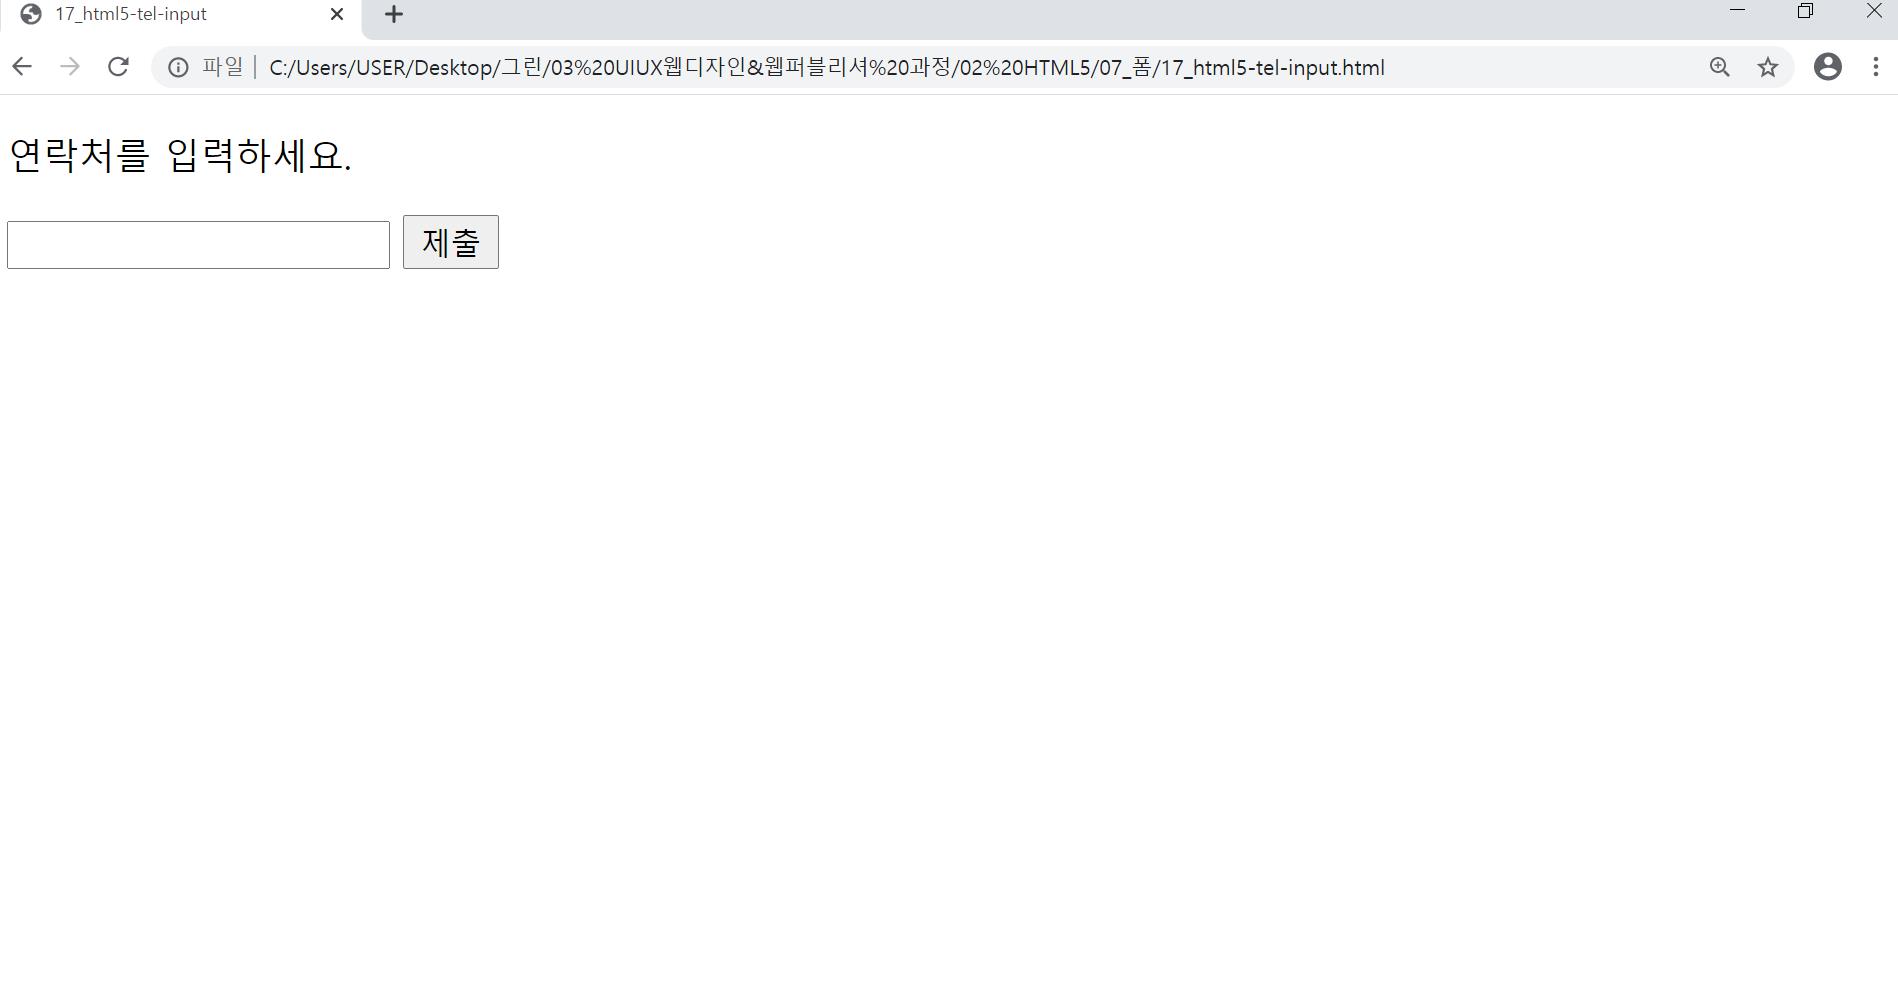 17_html5-tel-input
파일 C:/Users/USER/Desktop/그린/03%20UIUX웹디자인&웹퍼블리셔%20과정/02%20HTML5/07_폼/17_html5-tel-input.html
연락처를 입력하세요.
제출